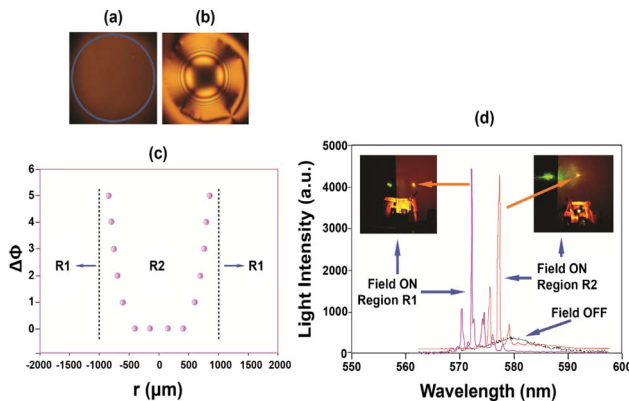 (a)
(b)
(c)
6
5
4
3
2
1
0
ΔΦ
R1
R2
R1
-2000 -1500 -1000 -500 0 500 1000 1500 2000
r (µm)
(d)
5000
4000
3000
2000
1000
0
Light Intensity (a.u.)
Field ON
Region R1
Field ON
Region R2
Field OFF
550 560 570 580 590 600
Wavelength (nm)